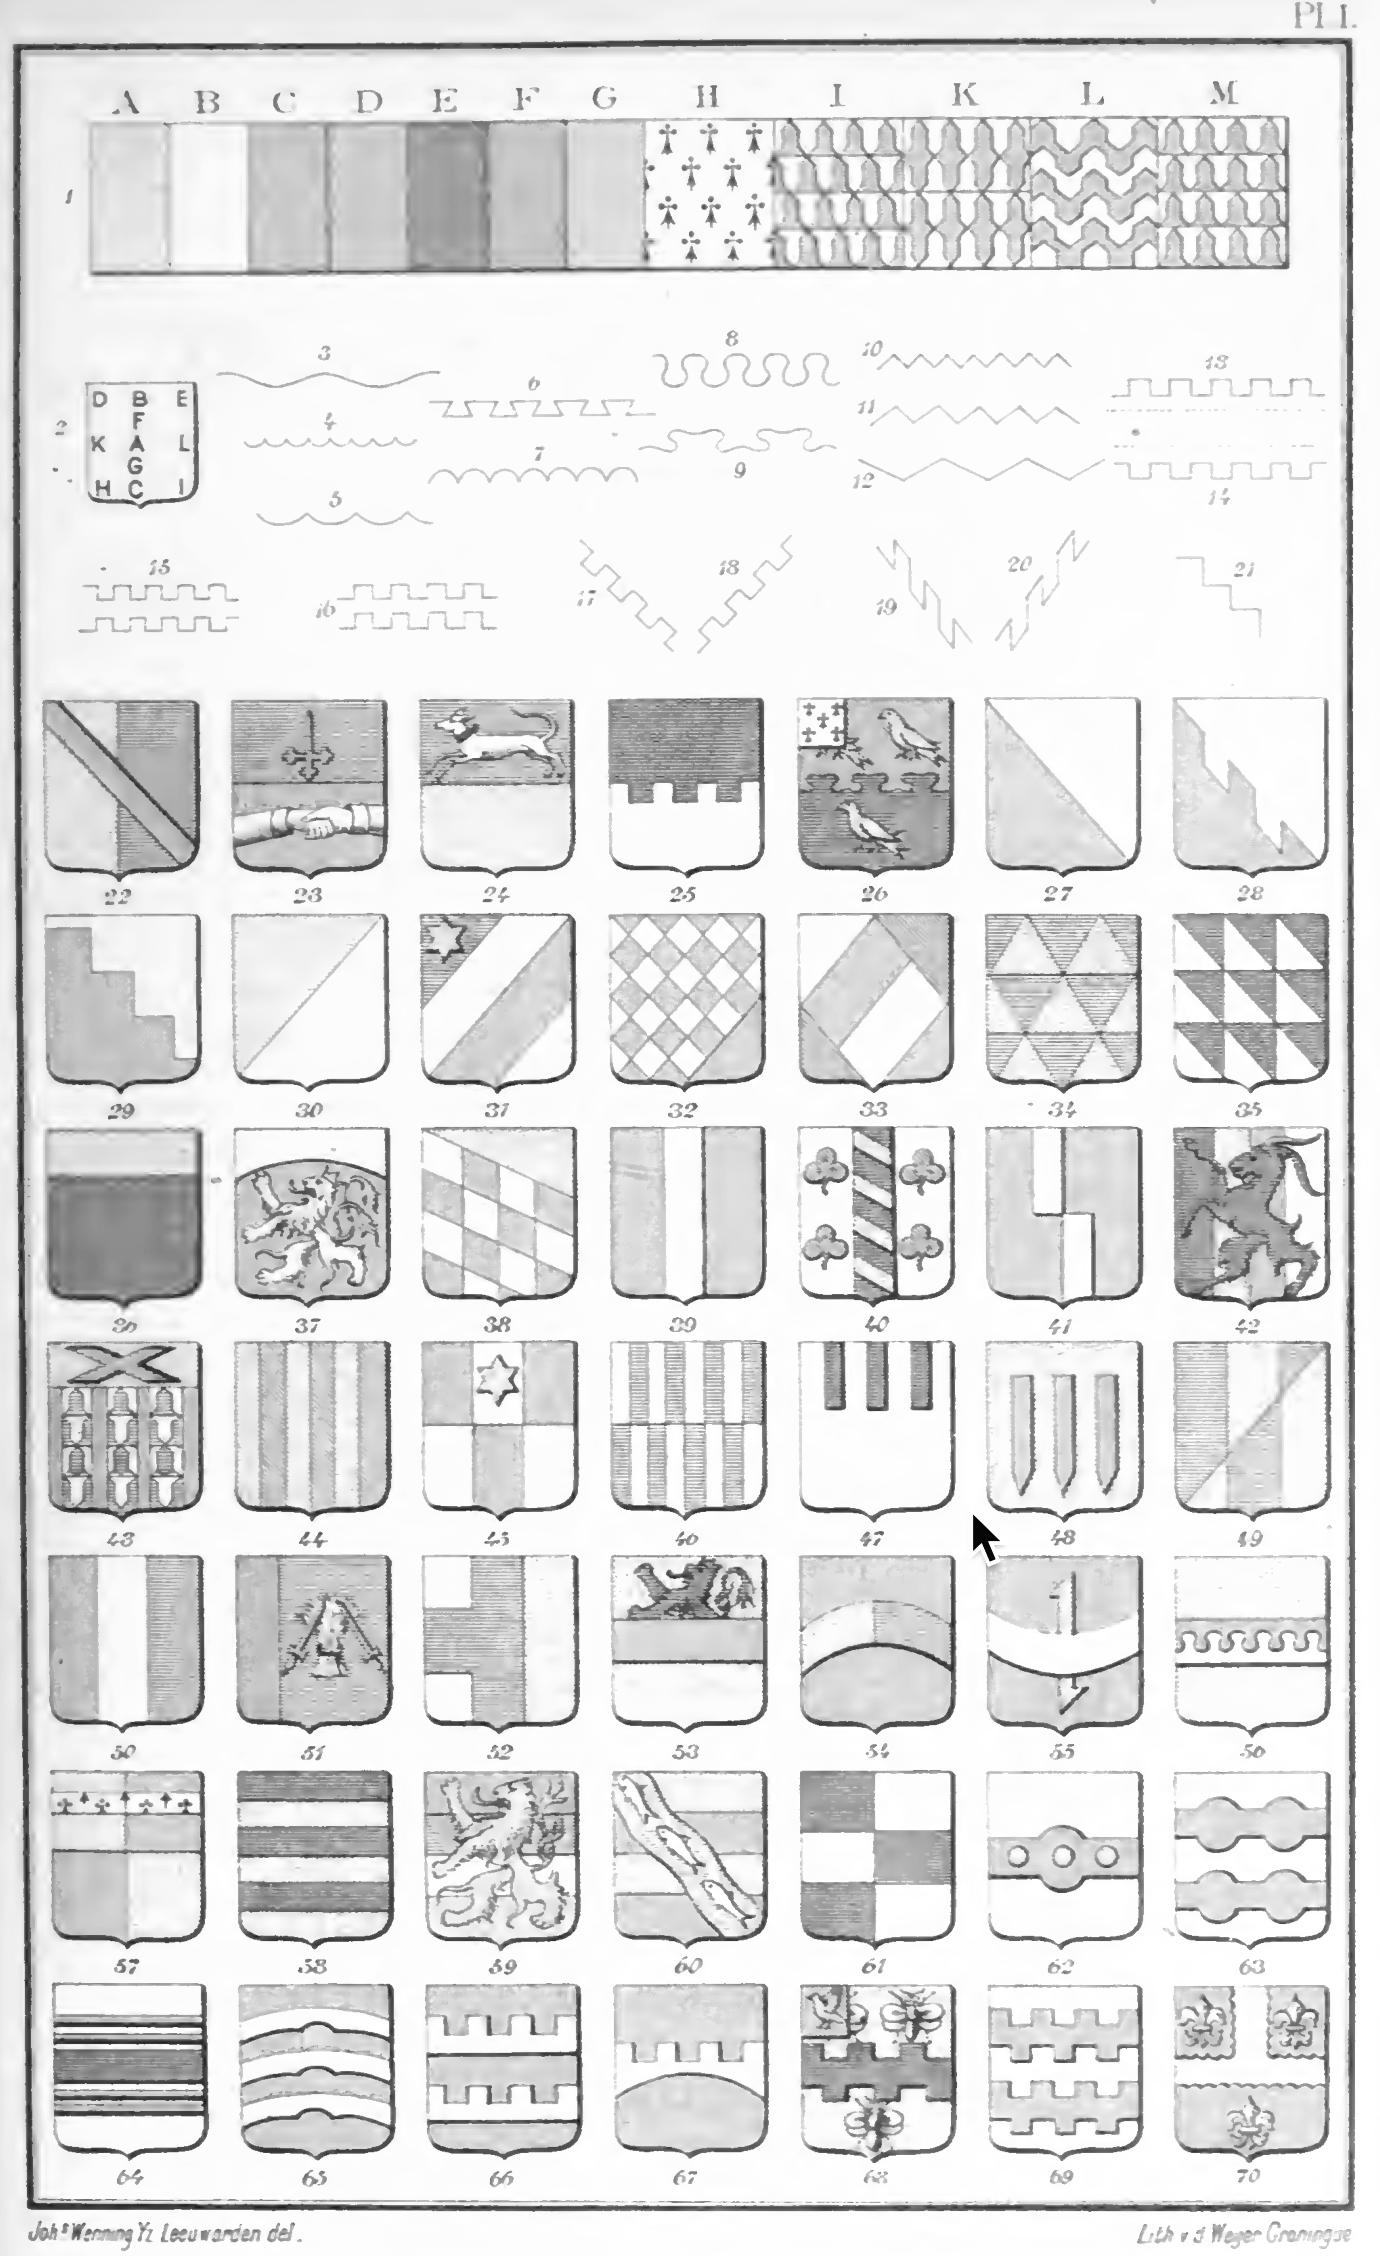 Pl 1.
A B C D E F G H I K L M
1
2
D B E
F
K A L
G
H C I
3
4
5
6
7
8
9
10
11
12
13
14
15
16
17
18
19
20
21
22 23 24 25 26 27 28
29 30 31 32 33 34 35
36 37 38 39 40 41 42
43 44 45 46 47 48 49
50 51 52 53 54 55 56
57 58 59 60 61 62 63
64 65 66 67 68 69 70
Joh.s Wenning Yz Leeuwarden del.
Lith v d Weyer Groningue